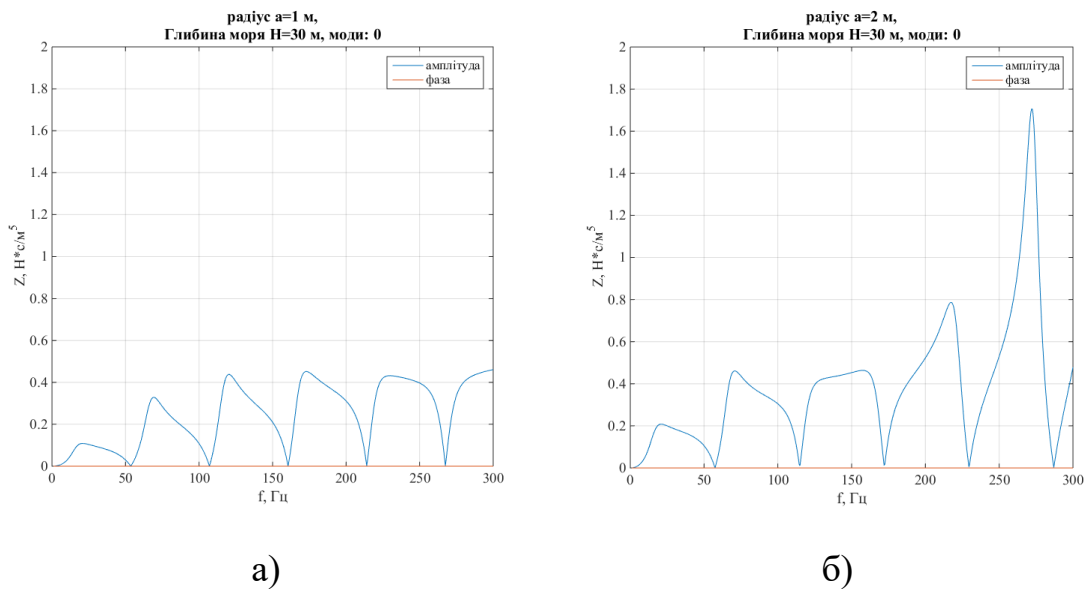 радіус a=1 м,
Глибина моря H=30 м, моди: 0
2
1.8
1.6
1.4
1.2
1
0.8
0.6
0.4
0.2
0
Z, Н*с/м⁵
амплітуда
фаза
0 50 100 150 200 250 300
f, Гц
а)
радіус a=2 м,
Глибина моря H=30 м, моди: 0
2
1.8
1.6
1.4
1.2
1
0.8
0.6
0.4
0.2
0
Z, Н*с/м⁵
амплітуда
фаза
0 50 100 150 200 250 300
f, Гц
б)